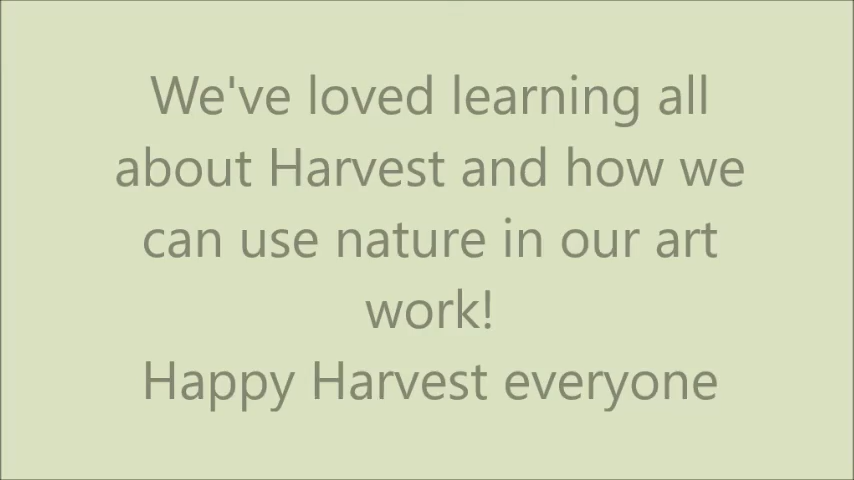 We've loved learning all
about Harvest and how we
can use nature in our art
work!
Happy Harvest everyone